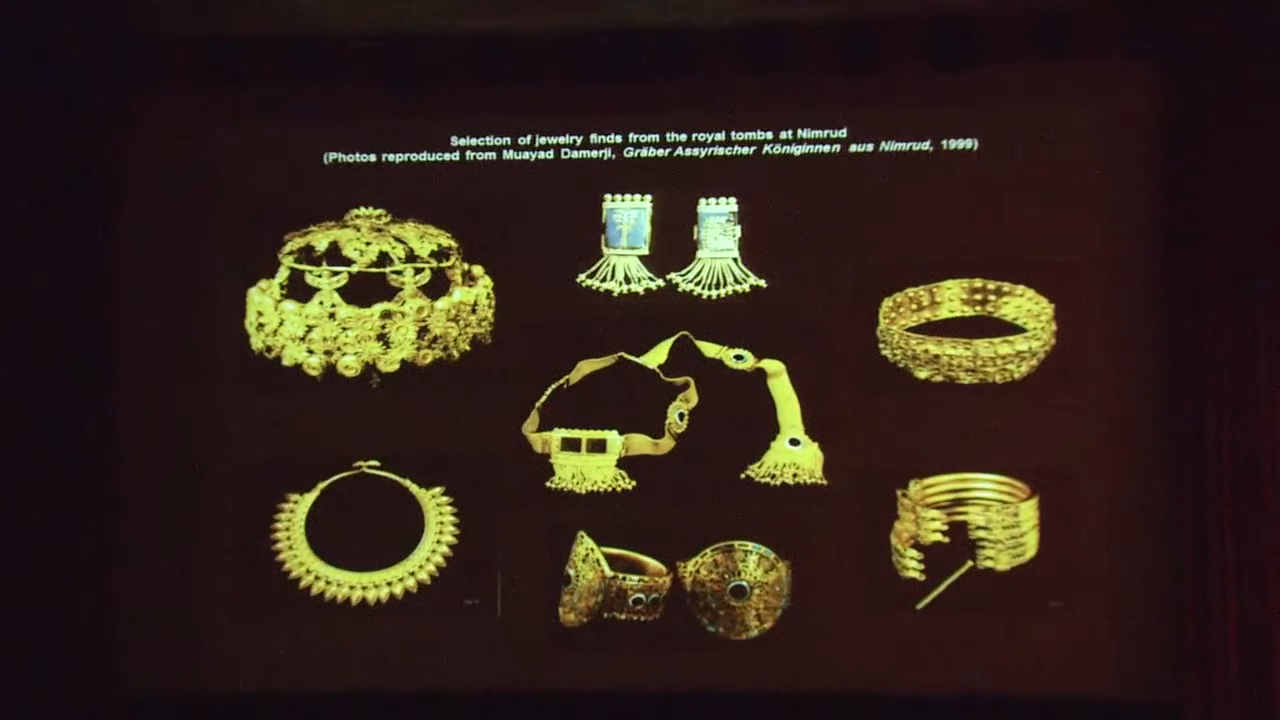 Selection of jewelry finds from the royal tombs at Nimrud
(Photos reproduced from Muayad Damerji, Gräber Assyrischer Königinnen aus Nimrud, 1999)